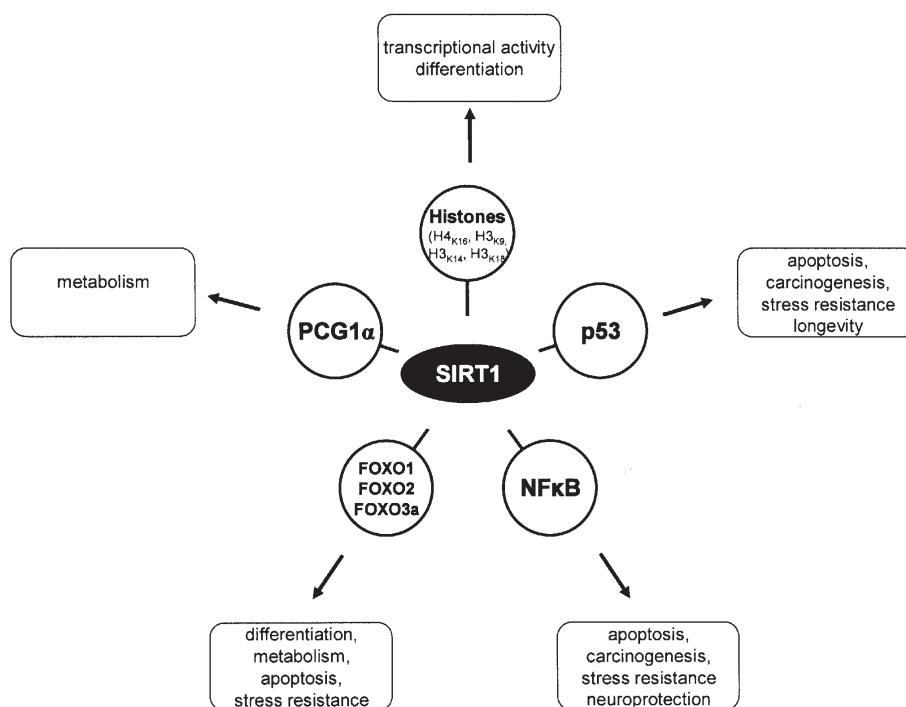 transcriptional activity
differentiation
Histones
(H4K16, H3K9,
H3K14, H3K18)
metabolism
PCG1α
apoptosis,
carcinogenesis,
stress resistance
longevity
p53
SIRT1
FOXO1
FOXO2
FOXO3a
NFκB
differentiation,
metabolism,
apoptosis,
stress resistance
apoptosis,
carcinogenesis,
stress resistance
neuroprotection